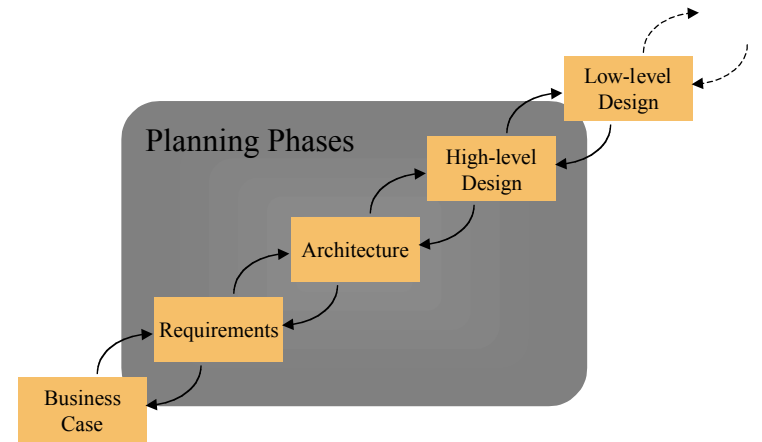 Planning Phases
Low-level
Design
High-level
Design
Architecture
Requirements
Business
Case